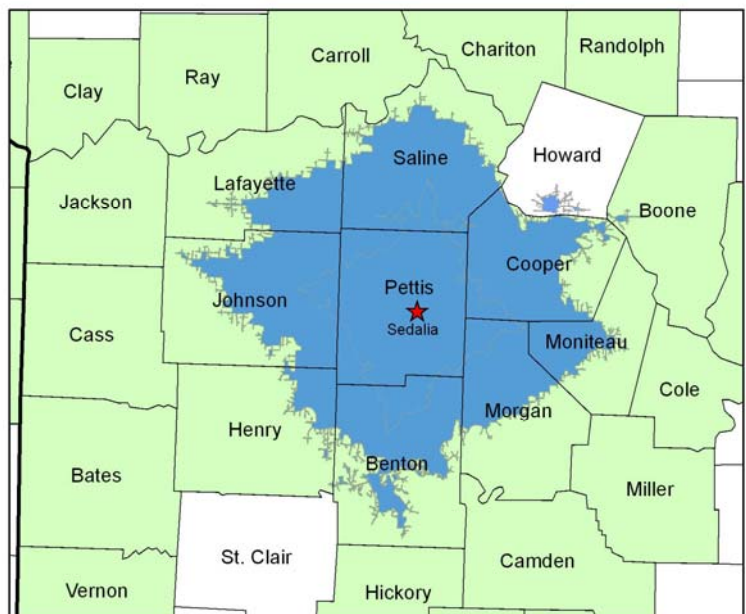 Chariton
Randolph
Carroll
Ray
Clay
Saline
Howard
Lafayette
Jackson
Boone
Cooper
Pettis
Johnson
Sedalia
Cass
Moniteau
Cole
Morgan
Henry
Benton
Bates
Miller
St. Clair
Camden
Vernon
Hickory